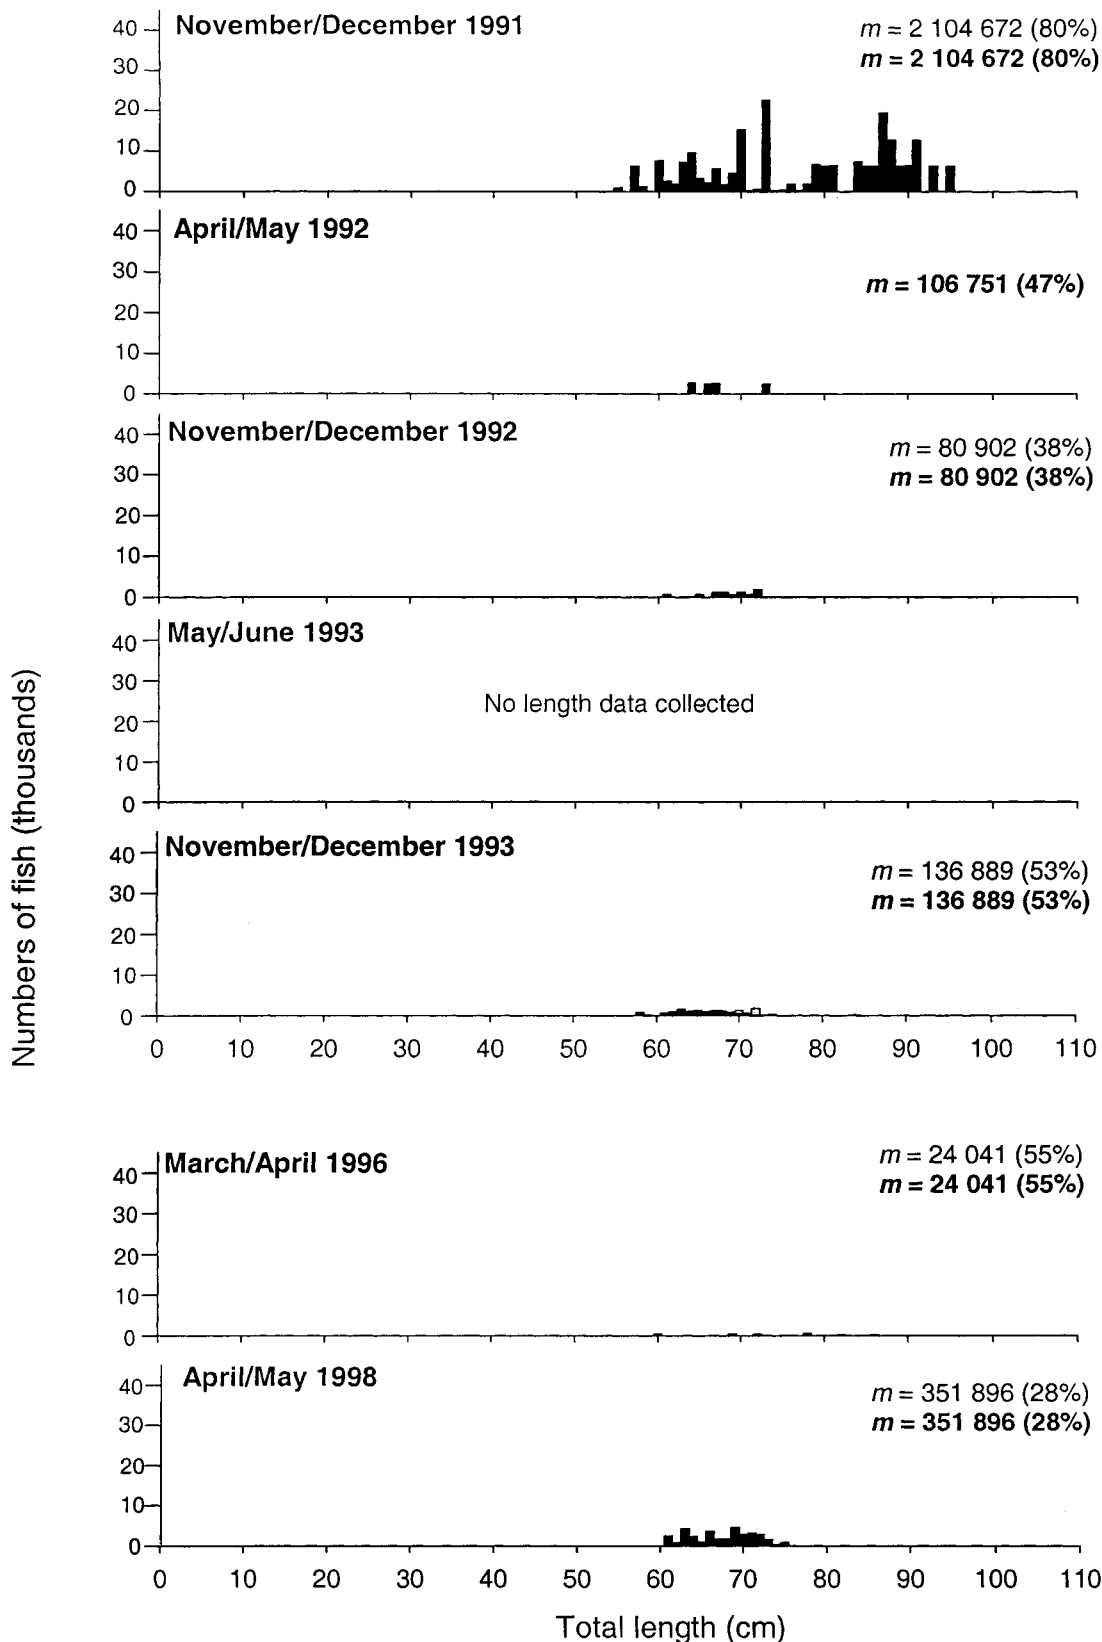 Numbers of fish (thousands)
November/December 1991
m = 2 104 672 (80%)
m = 2 104 672 (80%)
40
30
20
10
0
April/May 1992
m = 106 751 (47%)
40
30
20
10
0
November/December 1992
m = 80 902 (38%)
m = 80 902 (38%)
40
30
20
10
0
May/June 1993
No length data collected
40
30
20
10
0
November/December 1993
m = 136 889 (53%)
m = 136 889 (53%)
40
30
20
10
0
0 10 20 30 40 50 60 70 80 90 100 110
March/April 1996
m = 24 041 (55%)
m = 24 041 (55%)
40
30
20
10
0
April/May 1998
m = 351 896 (28%)
m = 351 896 (28%)
40
30
20
10
0
0 10 20 30 40 50 60 70 80 90 100 110
Total length (cm)